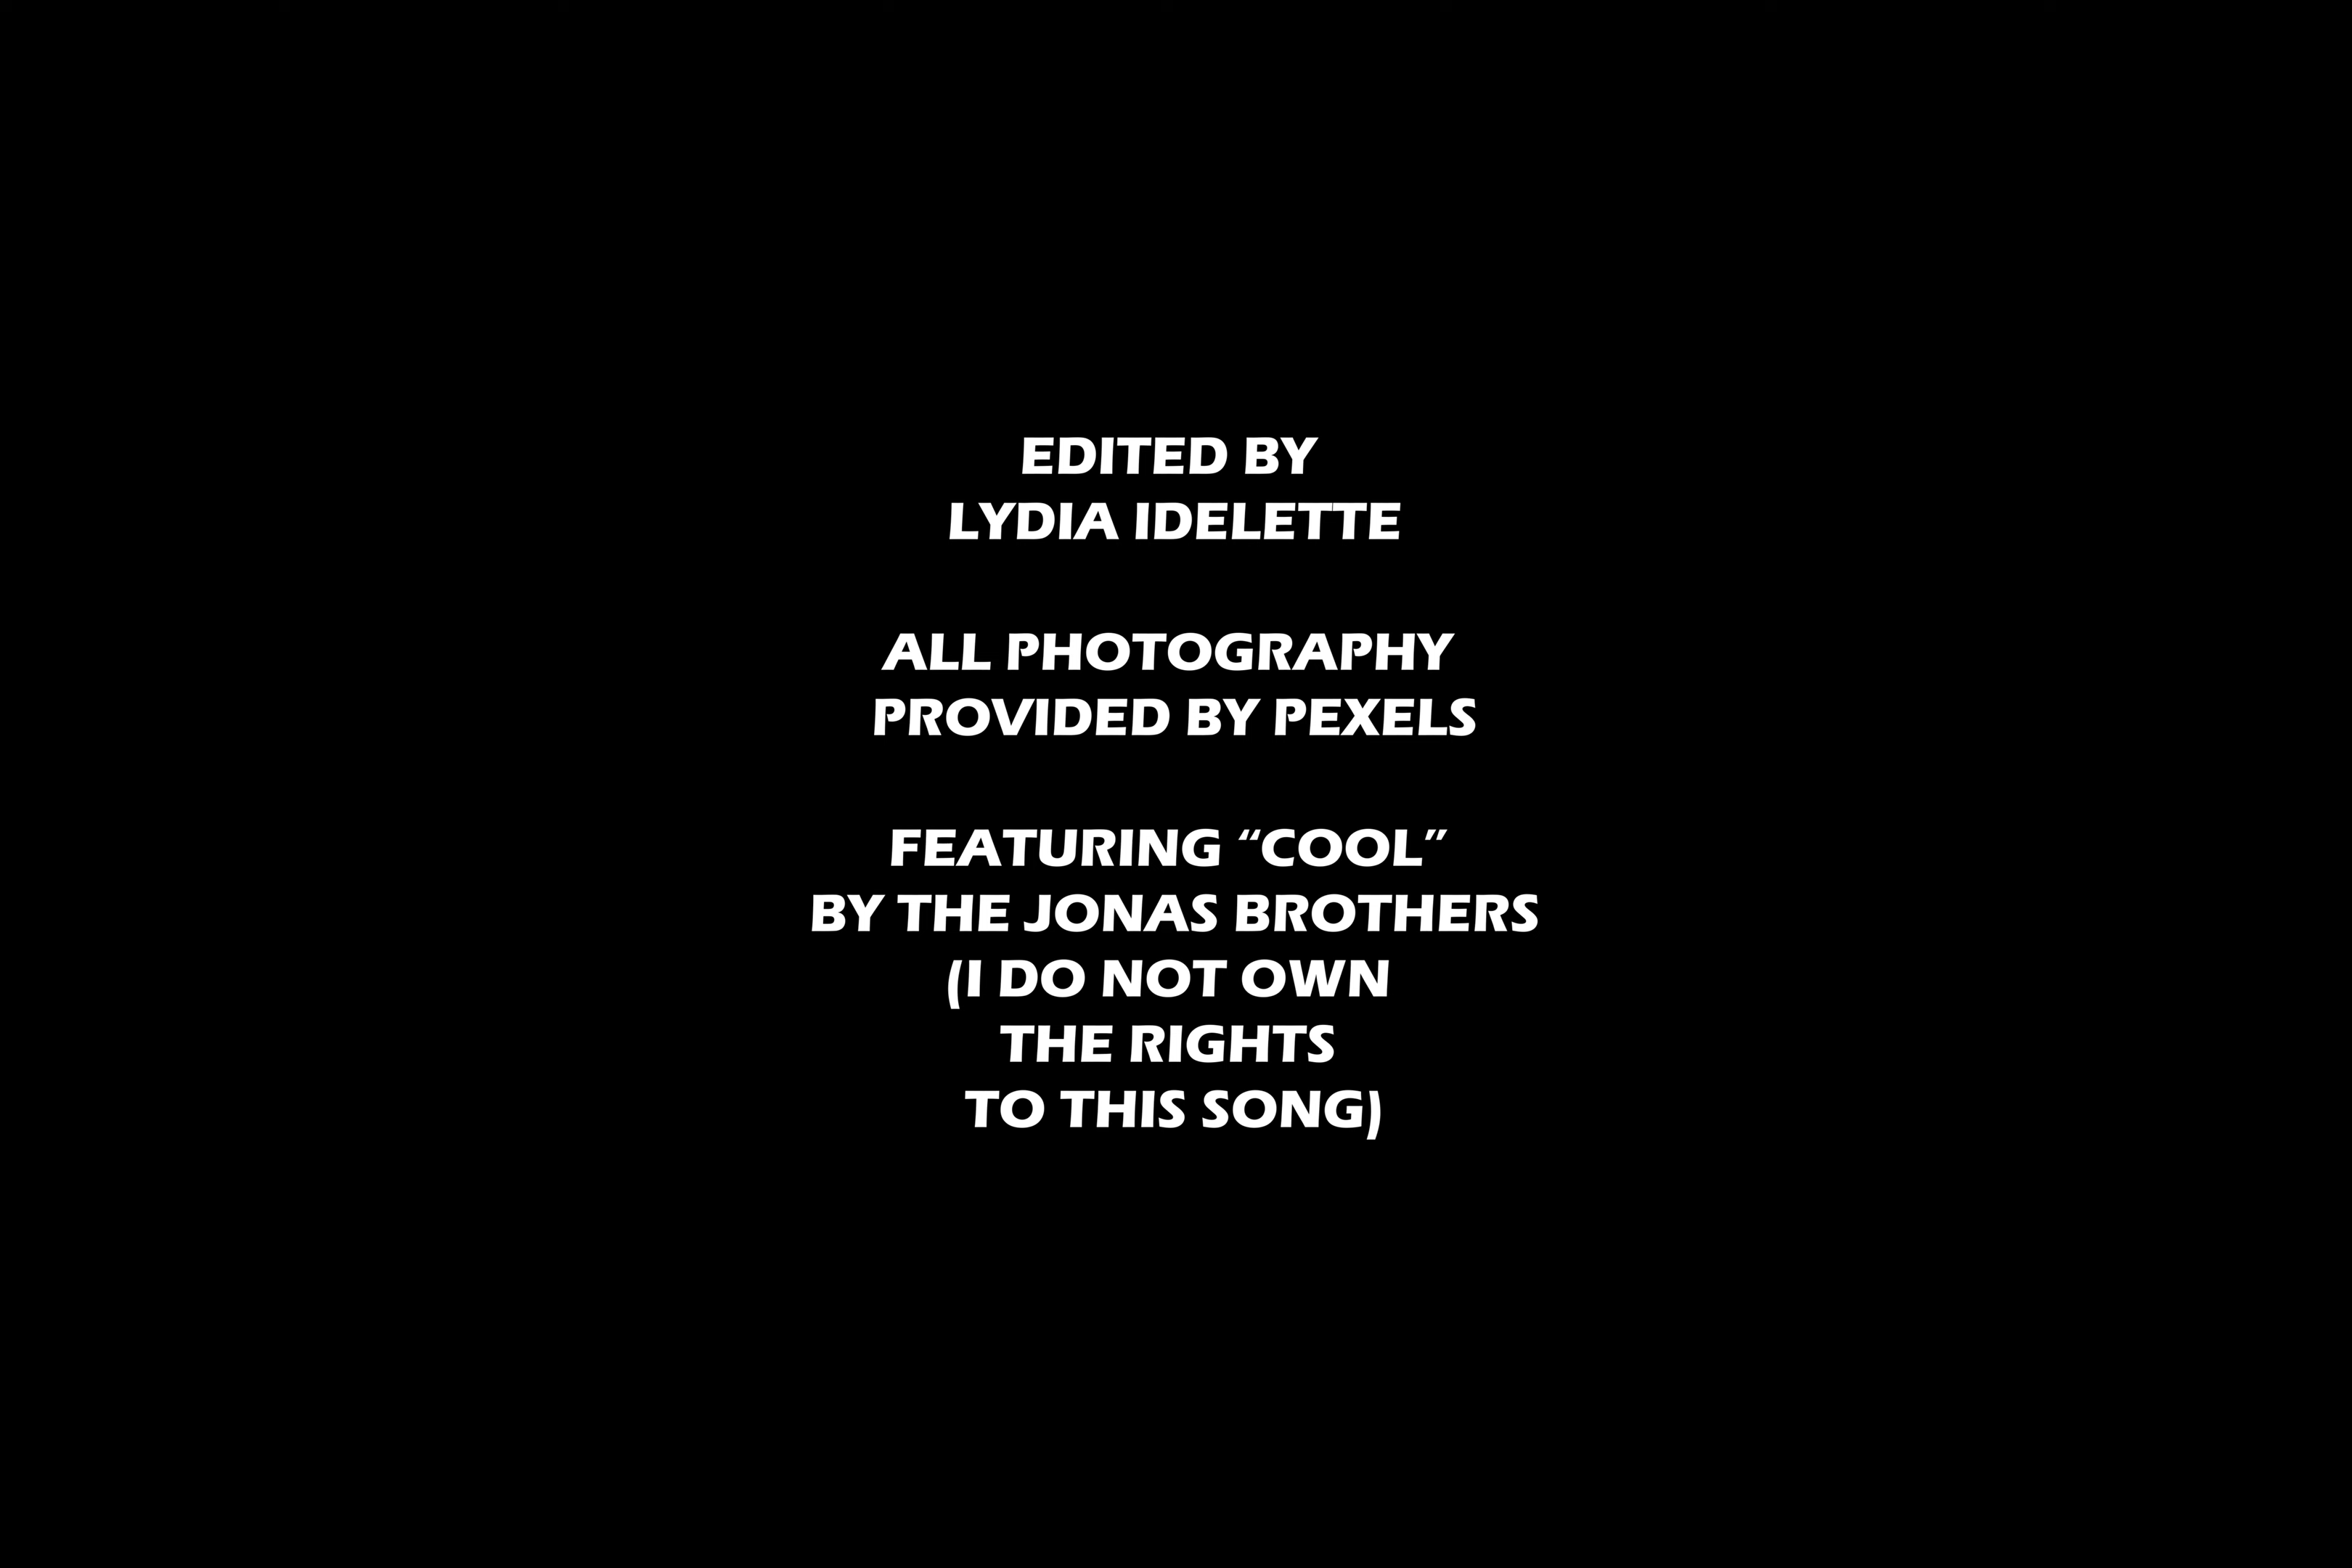 EDITED BY
LYDIA IDELETTE
ALL PHOTOGRAPHY
PROVIDED BY PEXELS
FEATURING “COOL”
BY THE JONAS BROTHERS
(I DO NOT OWN
THE RIGHTS
TO THIS SONG)